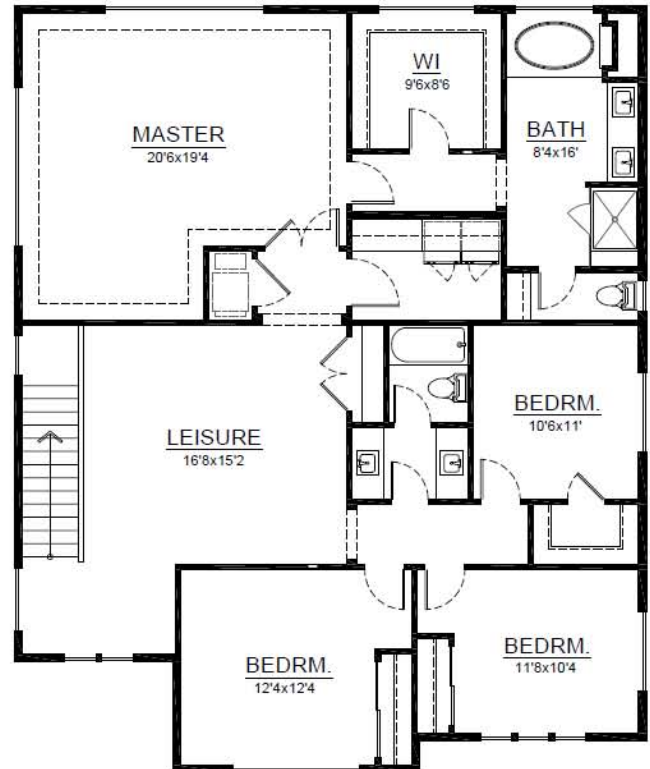 WI
9'6x8'6
MASTER
20'6x19'4
BATH
8'4x16'
BEDRM.
10'6x11'
LEISURE
16'8x15'2
BEDRM.
11'8x10'4
BEDRM.
12'4x12'4